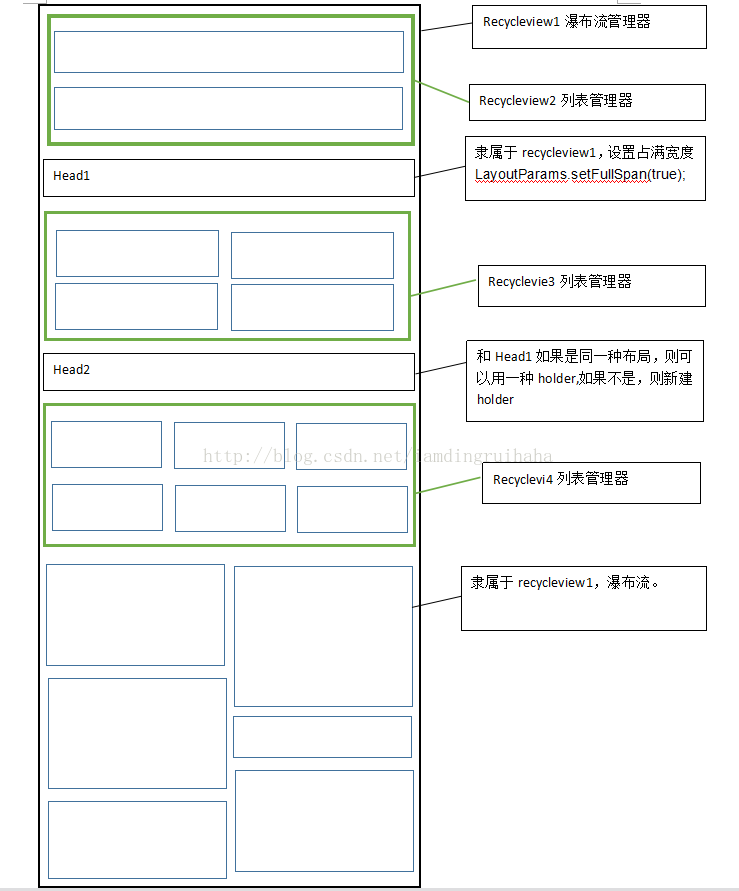 Recycleview1 瀑布流管理器
Recycleview2 列表管理器
隶属于 recycleview1，设置占满宽度
LayoutParams.setFullSpan(true);
Head1
Recyclevie3 列表管理器
和 Head1 如果是同一种布局，则可
以用一种 holder,如果不是，则新建
holder
Head2
http://blog.csdn.net/iamdingruihaha
Recyclevi4 列表管理器
隶属于 recycleview1，瀑布流。